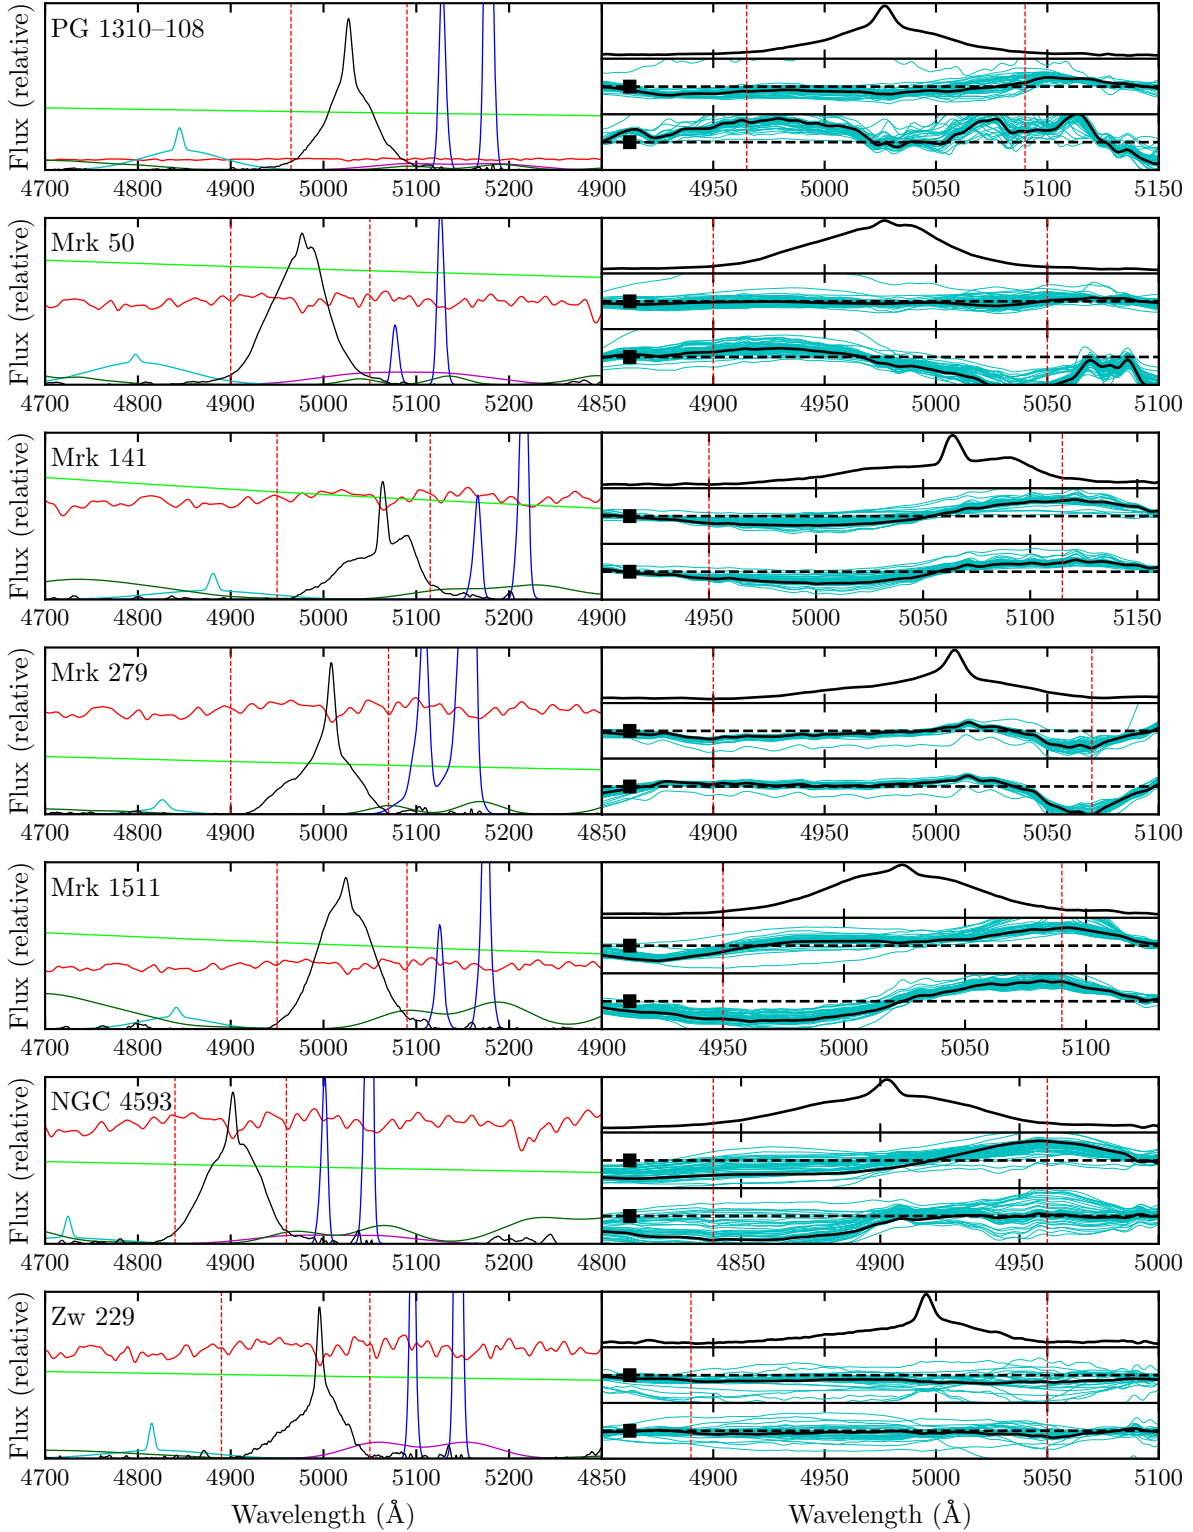 PG 1310–108
Flux (relative)
4700 4800 4900 5000 5100 5200 4900 4950 5000 5050 5100 5150
Mrk 50
Flux (relative)
4700 4800 4900 5000 5100 5200 4850 4900 4950 5000 5050 5100
Mrk 141
Flux (relative)
4700 4800 4900 5000 5100 5200 4900 4950 5000 5050 5100 5150
Mrk 279
Flux (relative)
4700 4800 4900 5000 5100 5200 4850 4900 4950 5000 5050 5100
Mrk 1511
Flux (relative)
4700 4800 4900 5000 5100 5200 4900 4950 5000 5050 5100
NGC 4593
Flux (relative)
4700 4800 4900 5000 5100 5200 4800 4850 4900 4950 5000
Zw 229
Flux (relative)
4700 4800 4900 5000 5100 5200 4850 4900 4950 5000 5050 5100
Wavelength (Å) Wavelength (Å)